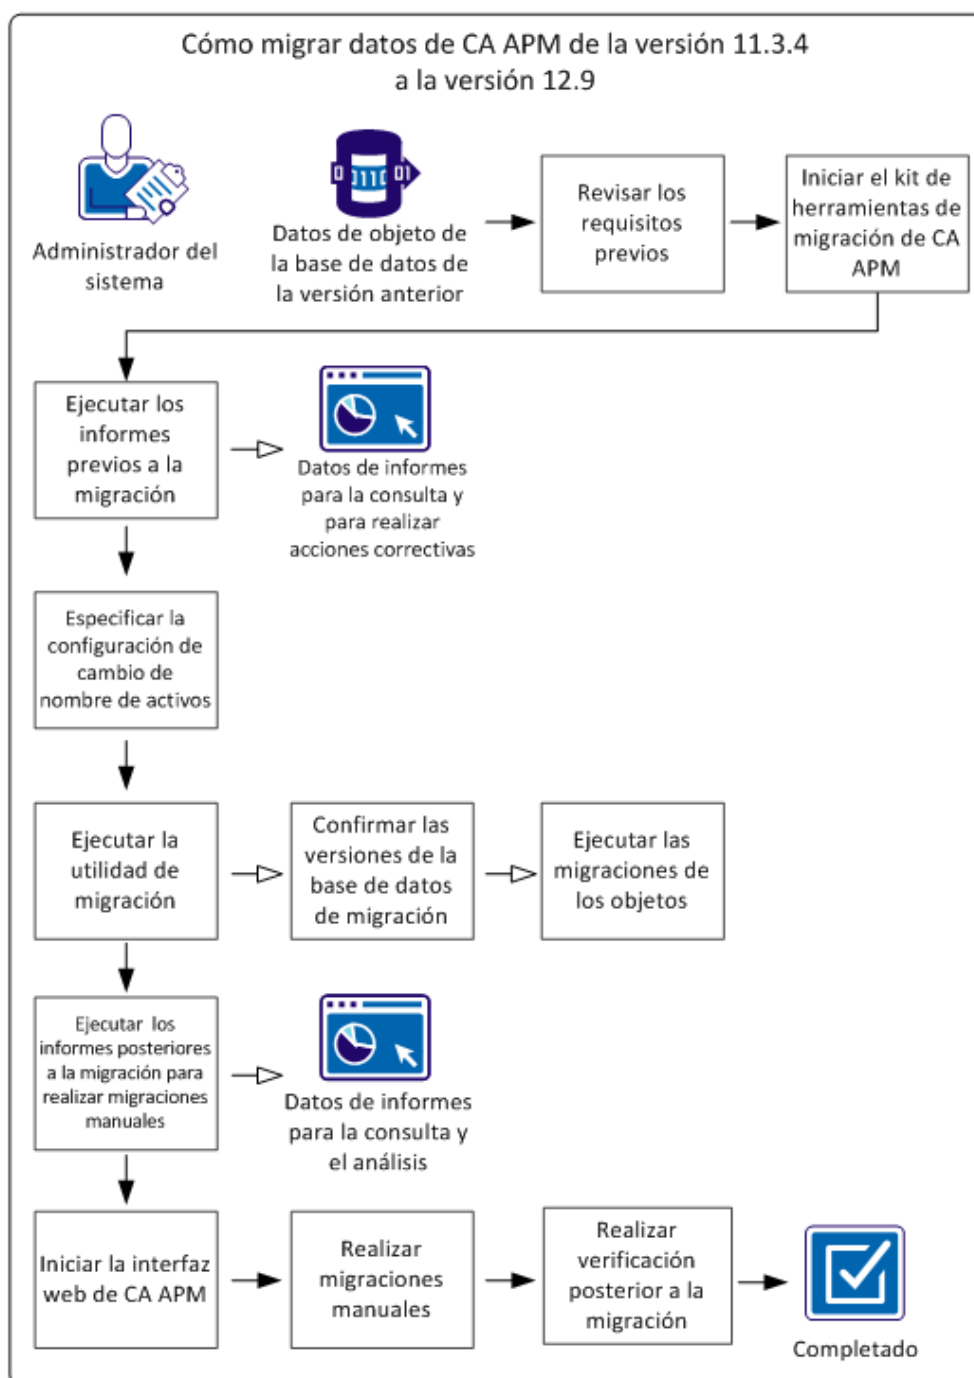 Cómo migrar datos de CA APM de la versión 11.3.4
a la versión 12.9
Administrador del
sistema
0 0110 01
Datos de objeto de
la base de datos de
la versión anterior
Revisar los
requisitos
previos
Iniciar el kit de
herramientas de
migración de CA
APM
Ejecutar los
informes
previos a la
migración
Datos de informes
para la consulta y
para realizar
acciones correctivas
Especificar la
configuración de
cambio de
nombre de activos
Ejecutar la
utilidad de
migración
Confirmar las
versiones de la
base de datos
de migración
Ejecutar las
migraciones de
los objetos
Ejecutar los
informes posteriores
a la migración para
realizar migraciones
manuales
Datos de informes
para la consulta y
el análisis
Iniciar la interfaz
web de CA APM
Realizar
migraciones
manuales
Realizar
verificación
posterior a la
migración
Completado